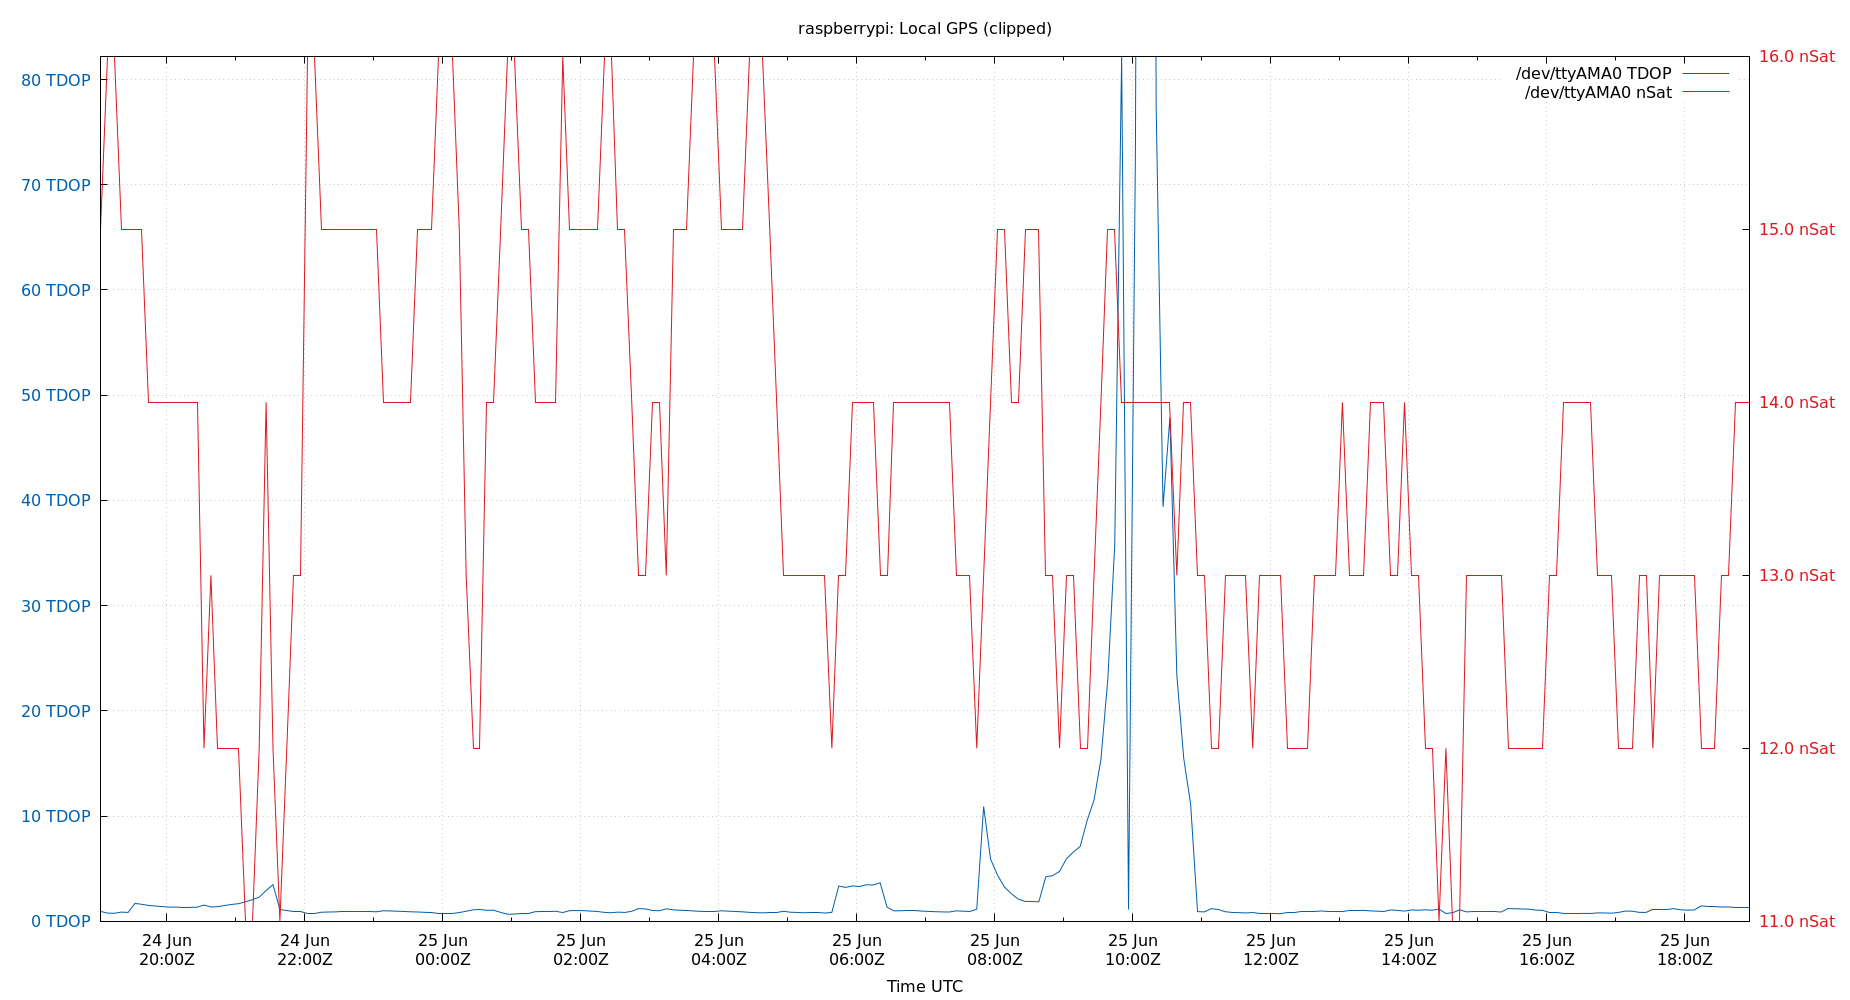 raspberrypi: Local GPS (clipped)
/dev/ttyAMA0 TDOP
/dev/ttyAMA0 nSat
80 TDOP
70 TDOP
60 TDOP
50 TDOP
40 TDOP
30 TDOP
20 TDOP
10 TDOP
0 TDOP
16.0 nSat
15.0 nSat
14.0 nSat
13.0 nSat
12.0 nSat
11.0 nSat
24 Jun
20:00Z
24 Jun
22:00Z
25 Jun
00:00Z
25 Jun
02:00Z
25 Jun
04:00Z
25 Jun
06:00Z
25 Jun
08:00Z
25 Jun
10:00Z
25 Jun
12:00Z
25 Jun
14:00Z
25 Jun
16:00Z
25 Jun
18:00Z
Time UTC